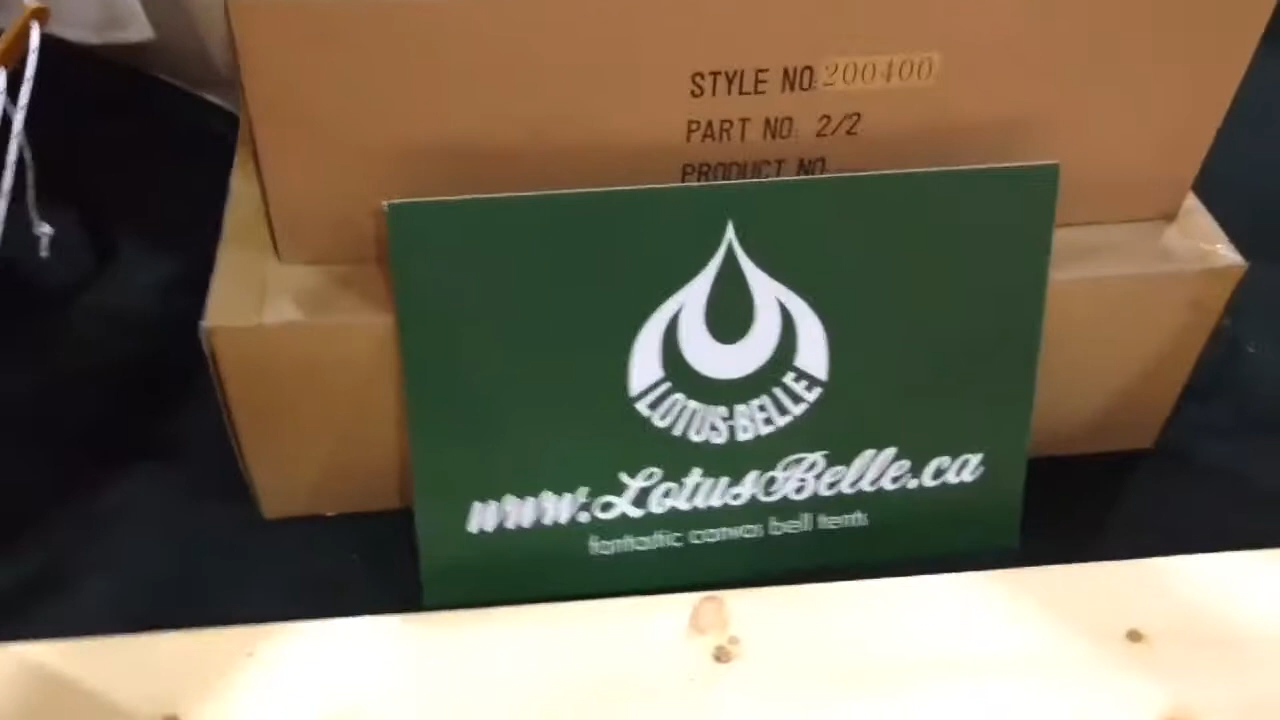 STYLE NO: 200400
PART NO: 2/2
PRODUCT NO.
LOTUS-BELLE
www.LotusBelle.ca
fantastic canvas bell tents